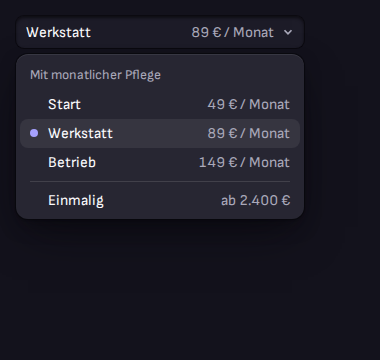 Werkstatt 89 € / Monat
Mit monatlicher Pflege
Start 49 € / Monat
Werkstatt 89 € / Monat
Betrieb 149 € / Monat
Einmalig ab 2.400 €